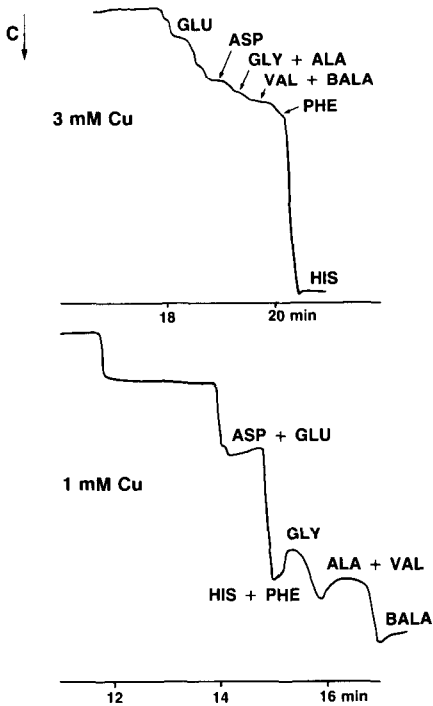 C
GLU
ASP
GLY + ALA
VAL + BALA
PHE
3 mM Cu
HIS
18 20 min
ASP + GLU
1 mM Cu
GLY
ALA + VAL
HIS + PHE
BALA
12 14 16 min